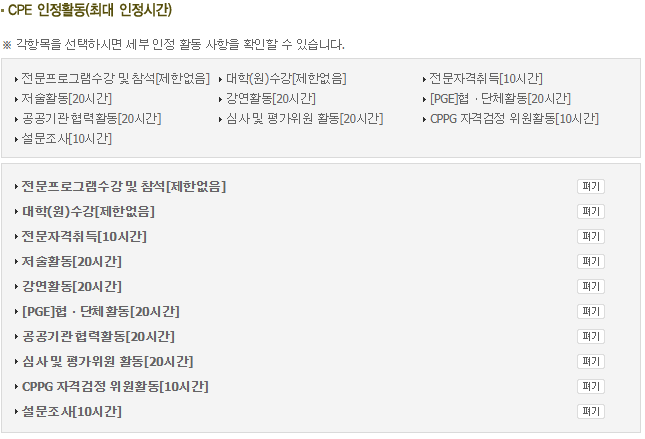 CPE 인정활동(최대 인정시간)
※ 각항목을 선택하시면 세부 인정 활동 사항을 확인할 수 있습니다.
전문프로그램수강 및 참석[제한없음] 대학(원)수강[제한없음] 전문자격취득[10시간]
저술활동[20시간] 강연활동[20시간] [PGE]협ㆍ단체활동[20시간]
공공기관 협력활동[20시간] 심사 및 평가위원 활동[20시간] CPPG 자격검정 위원활동[10시간]
설문조사[10시간]
전문프로그램수강 및 참석[제한없음] 펴기
대학(원)수강[제한없음] 펴기
전문자격취득[10시간] 펴기
저술활동[20시간] 펴기
강연활동[20시간] 펴기
[PGE]협ㆍ단체활동[20시간] 펴기
공공기관 협력활동[20시간] 펴기
심사 및 평가위원 활동[20시간] 펴기
CPPG 자격검정 위원활동[10시간] 펴기
설문조사[10시간] 펴기